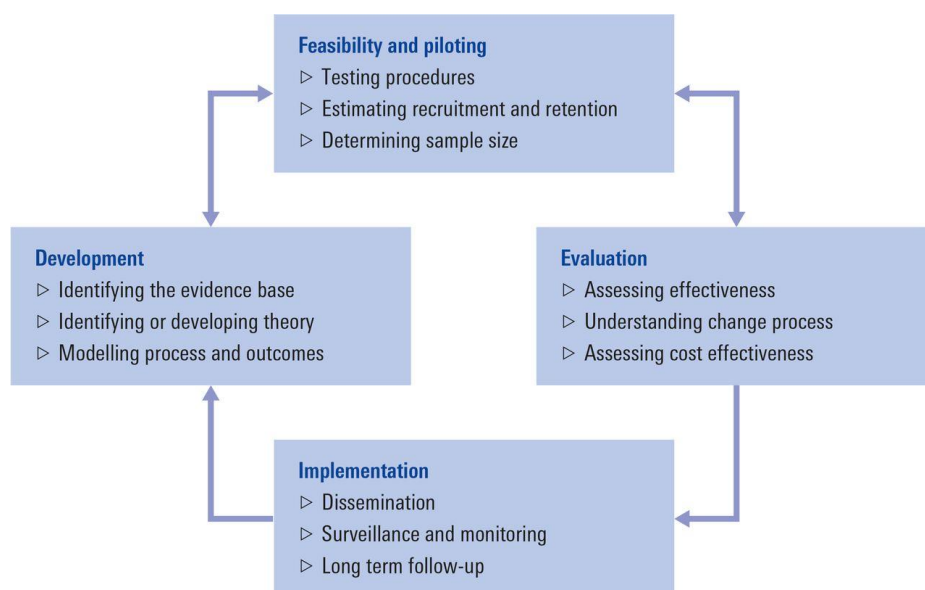 Feasibility and piloting
▷ Testing procedures
▷ Estimating recruitment and retention
▷ Determining sample size
Development
▷ Identifying the evidence base
▷ Identifying or developing theory
▷ Modelling process and outcomes
Evaluation
▷ Assessing effectiveness
▷ Understanding change process
▷ Assessing cost effectiveness
Implementation
▷ Dissemination
▷ Surveillance and monitoring
▷ Long term follow-up